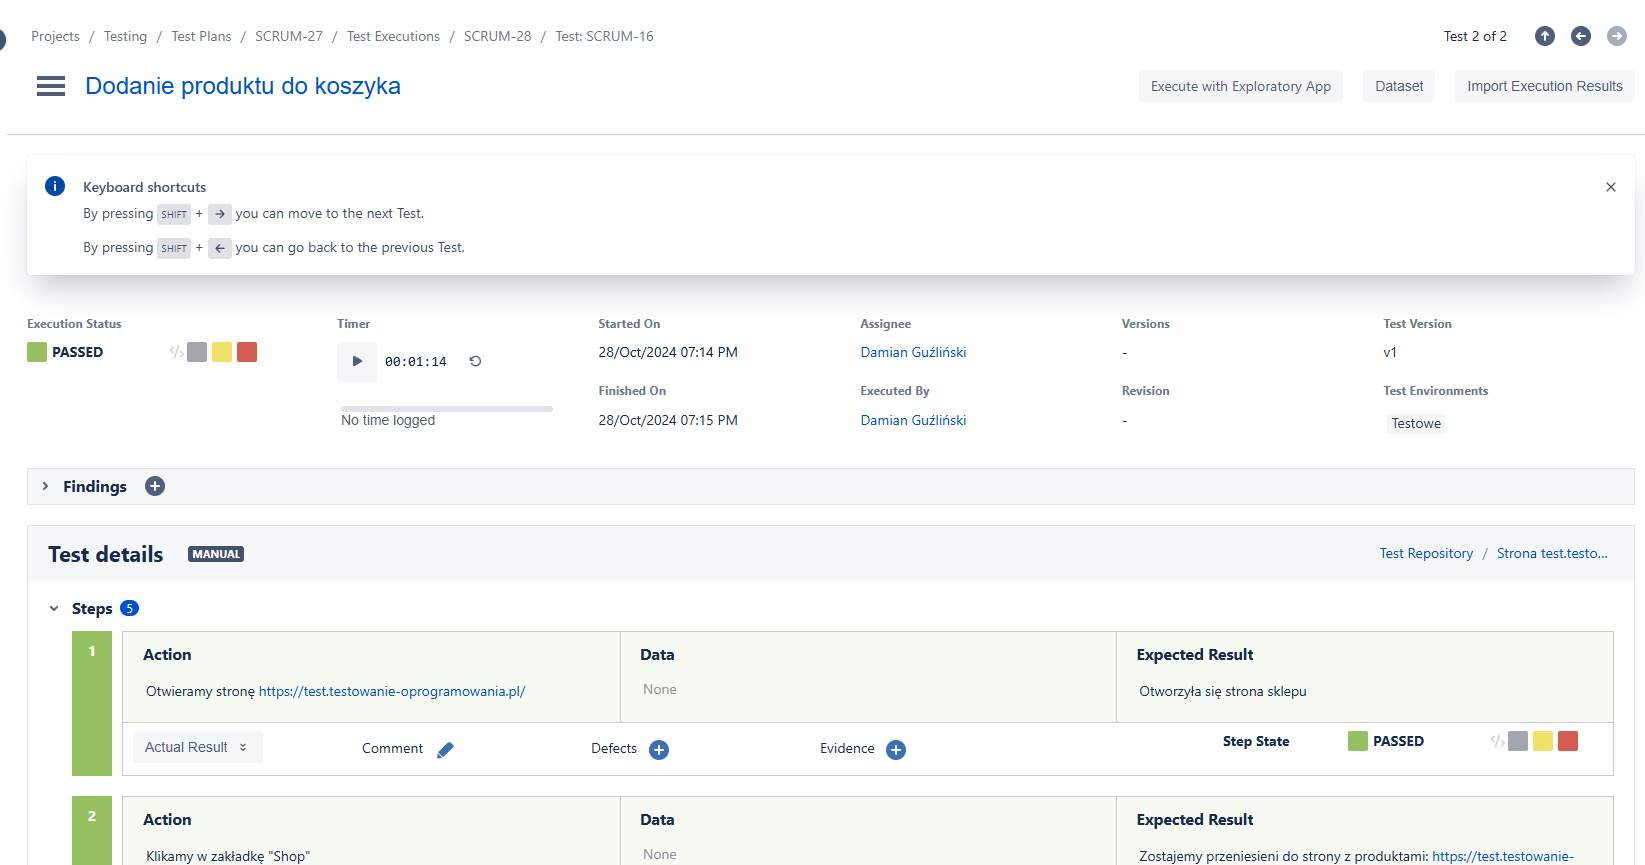 Projects / Testing / Test Plans / SCRUM-27 / Test Executions / SCRUM-28 / Test: SCRUM-16
Test 2 of 2
Dodanie produktu do koszyka
Execute with Exploratory App
Dataset
Import Execution Results
Keyboard shortcuts
By pressing SHIFT + → you can move to the next Test.
By pressing SHIFT + ← you can go back to the previous Test.
Execution Status
Timer
Started On
Assignee
Versions
Test Version
PASSED
00:01:14
28/Oct/2024 07:14 PM
Damian Guźliński
-
v1
Finished On
Executed By
Revision
Test Environments
No time logged
28/Oct/2024 07:15 PM
Damian Guźliński
-
Testowe
Findings
Test details MANUAL
Test Repository / Strona test.testo...
Steps 5
1
Action
Data
Expected Result
Otwieramy stronę https://test.testowanie-oprogramowania.pl/
None
Otworzyła się strona sklepu
Actual Result
Comment
Defects
Evidence
Step State
PASSED
2
Action
Data
Expected Result
Klikamy w zakładkę "Shop"
None
Zostajemy przeniesieni do strony z produktami: https://test.testowanie-